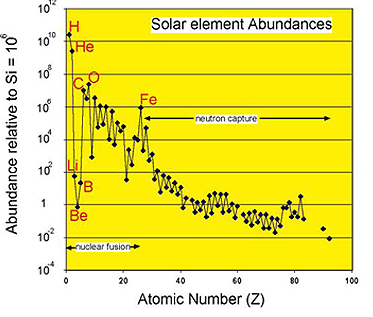 Solar element Abundances
Abundance relative to Si = 10⁶
10¹²
10¹⁰
10⁸
10⁶
10⁴
10²
1
10⁻²
10⁻⁴
H
He
C
O
Fe
Li
B
Be
neutron capture
nuclear fusion
0
20
40
60
80
100
Atomic Number (Z)